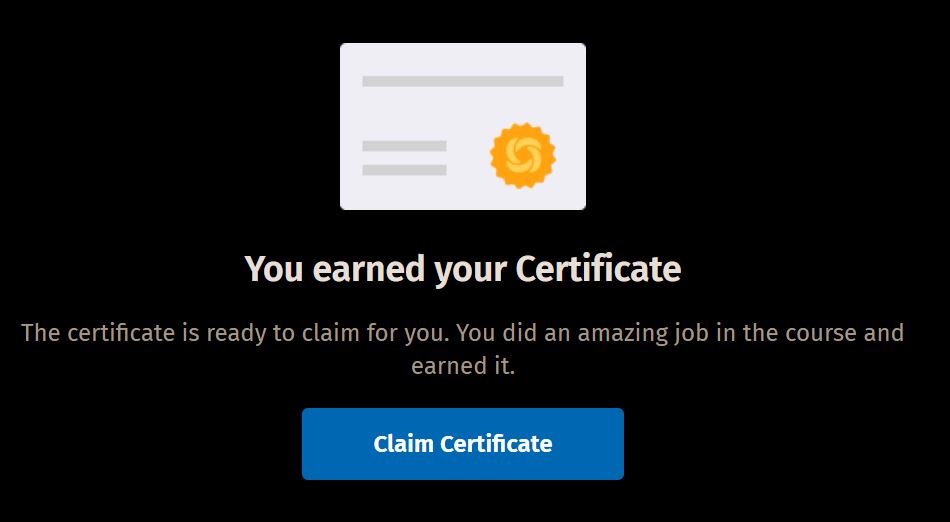 You earned your Certificate
The certificate is ready to claim for you. You did an amazing job in the course and
earned it.
Claim Certificate